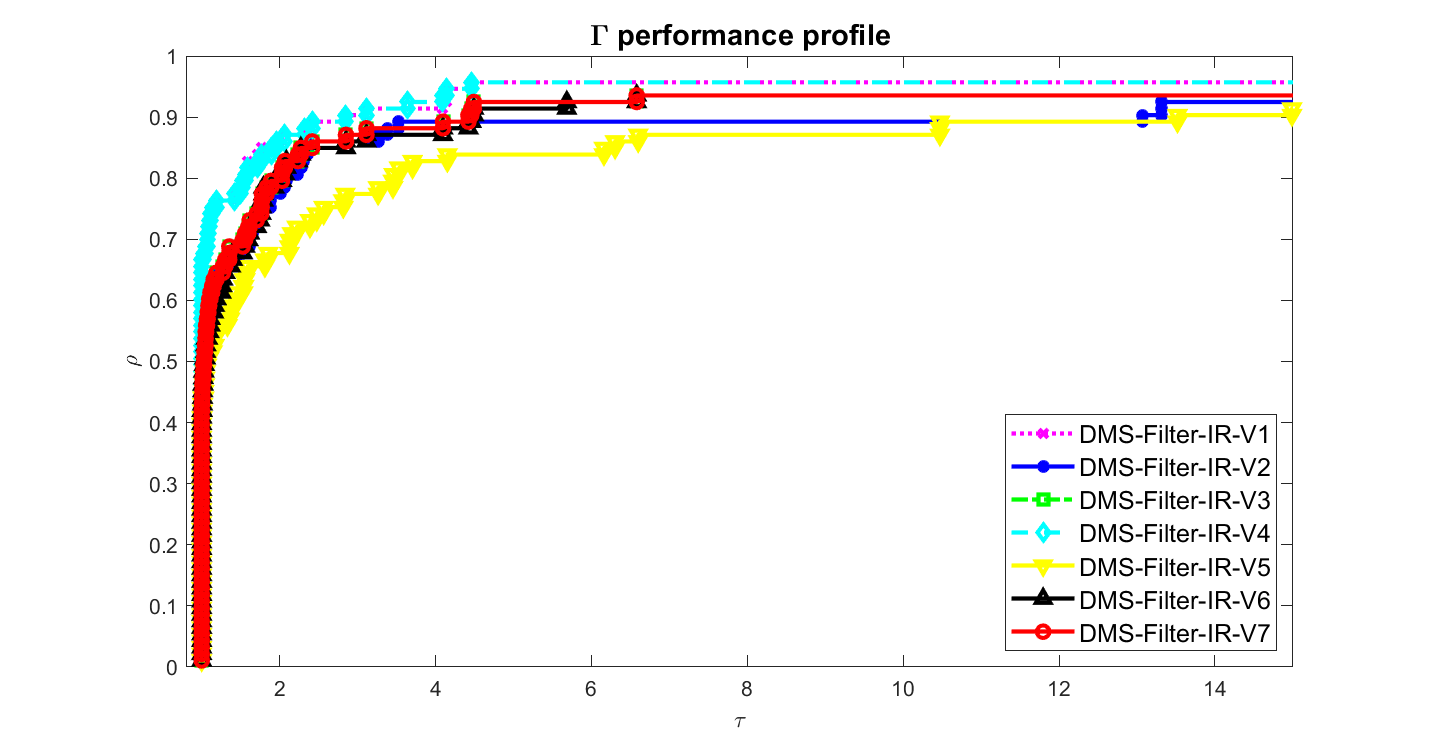 Γ performance profile
1
0.9
0.8
0.7
0.6
0.5
0.4
0.3
0.2
0.1
0
ρ
2 4 6 8 10 12 14
τ
DMS-Filter-IR-V1
DMS-Filter-IR-V2
DMS-Filter-IR-V3
DMS-Filter-IR-V4
DMS-Filter-IR-V5
DMS-Filter-IR-V6
DMS-Filter-IR-V7